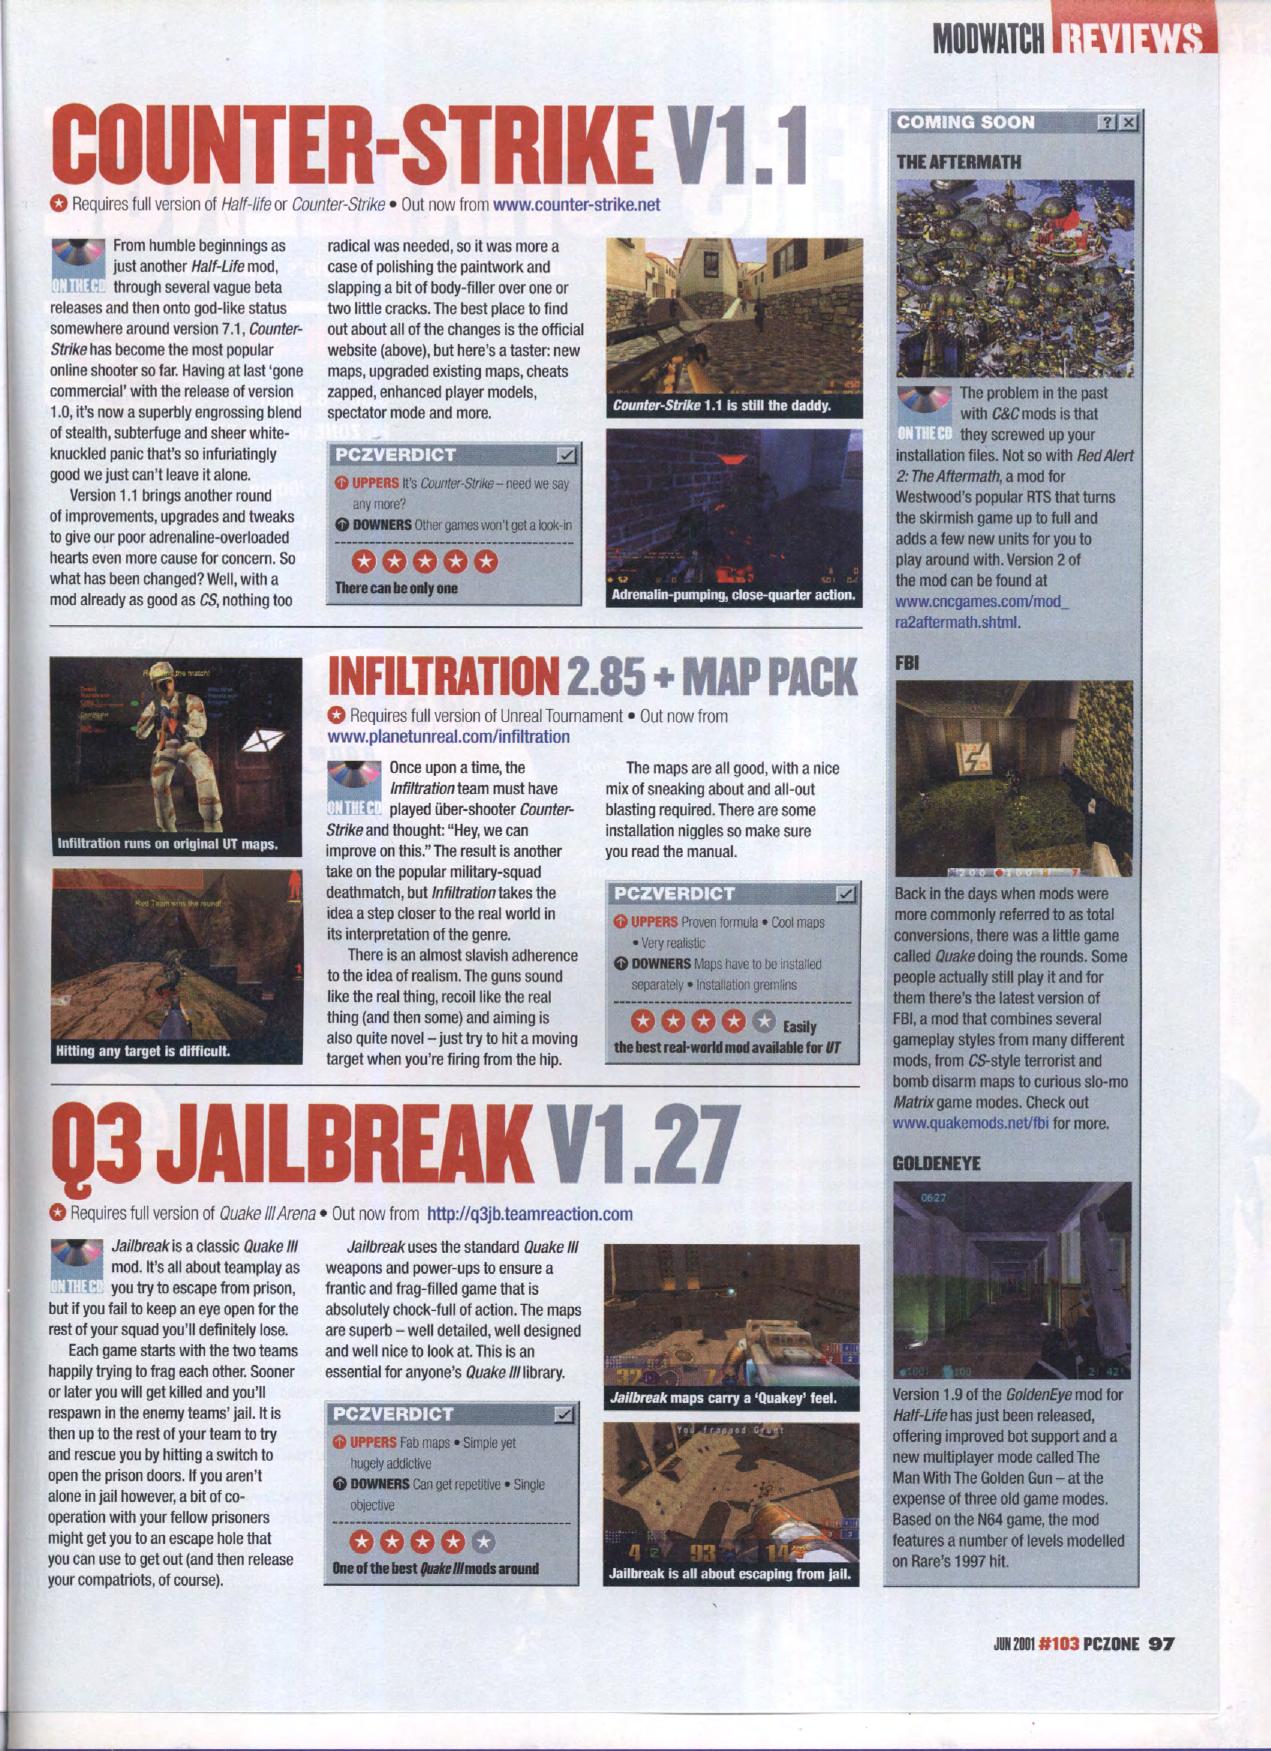 MODWATCH REVIEWS
COUNTER-STRIKE V1.1
Requires full version of Half-life or Counter-Strike • Out now from www.counter-strike.net
ON THE CD
From humble beginnings as
just another Half-Life mod,
through several vague beta
releases and then onto god-like status
somewhere around version 7.1, Counter-
Strike has become the most popular
online shooter so far. Having at last ‘gone
commercial’ with the release of version
1.0, it’s now a superbly engrossing blend
of stealth, subterfuge and sheer white-
knuckled panic that’s so infuriatingly
good we just can’t leave it alone.
Version 1.1 brings another round
of improvements, upgrades and tweaks
to give our poor adrenaline-overloaded
hearts even more cause for concern. So
what has been changed? Well, with a
mod already as good as CS, nothing too
radical was needed, so it was more a
case of polishing the paintwork and
slapping a bit of body-filler over one or
two little cracks. The best place to find
out about all of the changes is the official
website (above), but here’s a taster: new
maps, upgraded existing maps, cheats
zapped, enhanced player models,
spectator mode and more.
PCZVERDICT
UPPERS It’s Counter-Strike – need we say
any more?
DOWNERS Other games won’t get a look-in
There can be only one
Counter-Strike 1.1 is still the daddy.
Adrenalin-pumping, close-quarter action.
INFILTRATION 2.85 + MAP PACK
Requires full version of Unreal Tournament • Out now from
www.planetunreal.com/infiltration
Infiltration runs on original UT maps.
Red Team wins the round!
Hitting any target is difficult.
ON THE CD
Once upon a time, the
Infiltration team must have
played über-shooter Counter-
Strike and thought: “Hey, we can
improve on this.” The result is another
take on the popular military-squad
deathmatch, but Infiltration takes the
idea a step closer to the real world in
its interpretation of the genre.
There is an almost slavish adherence
to the idea of realism. The guns sound
like the real thing, recoil like the real
thing (and then some) and aiming is
also quite novel – just try to hit a moving
target when you’re firing from the hip.
The maps are all good, with a nice
mix of sneaking about and all-out
blasting required. There are some
installation niggles so make sure
you read the manual.
PCZVERDICT
UPPERS Proven formula • Cool maps
• Very realistic
DOWNERS Maps have to be installed
separately • Installation gremlins
Easily
the best real-world mod available for UT
Q3 JAILBREAK V1.27
Requires full version of Quake III Arena • Out now from http://q3jb.teamreaction.com
ON THE CD
Jailbreak is a classic Quake III
mod. It’s all about teamplay as
you try to escape from prison,
but if you fail to keep an eye open for the
rest of your squad you’ll definitely lose.
Each game starts with the two teams
happily trying to frag each other. Sooner
or later you will get killed and you’ll
respawn in the enemy teams’ jail. It is
then up to the rest of your team to try
and rescue you by hitting a switch to
open the prison doors. If you aren’t
alone in jail however, a bit of co-
operation with your fellow prisoners
might get you to an escape hole that
you can use to get out (and then release
your compatriots, of course).
Jailbreak uses the standard Quake III
weapons and power-ups to ensure a
frantic and frag-filled game that is
absolutely chock-full of action. The maps
are superb – well detailed, well designed
and well nice to look at. This is an
essential for anyone’s Quake III library.
PCZVERDICT
UPPERS Fab maps • Simple yet
hugely addictive
DOWNERS Can get repetitive • Single
objective
One of the best Quake III mods around
Jailbreak maps carry a ‘Quakey’ feel.
You fragged Grunt
4 93 14
Jailbreak is all about escaping from jail.
COMING SOON ? ×
THE AFTERMATH
ON THE CD
The problem in the past
with C&C mods is that
they screwed up your
installation files. Not so with Red Alert
2: The Aftermath, a mod for
Westwood’s popular RTS that turns
the skirmish game up to full and
adds a few new units for you to
play around with. Version 2 of
the mod can be found at
www.cncgames.com/mod_
ra2aftermath.shtml.
FBI
Back in the days when mods were
more commonly referred to as total
conversions, there was a little game
called Quake doing the rounds. Some
people actually still play it and for
them there’s the latest version of
FBI, a mod that combines several
gameplay styles from many different
mods, from CS-style terrorist and
bomb disarm maps to curious slo-mo
Matrix game modes. Check out
www.quakemods.net/fbi for more.
GOLDENEYE
06:27
Version 1.9 of the GoldenEye mod for
Half-Life has just been released,
offering improved bot support and a
new multiplayer mode called The
Man With The Golden Gun – at the
expense of three old game modes.
Based on the N64 game, the mod
features a number of levels modelled
on Rare’s 1997 hit.
JUN 2001 #103 PCZONE 97